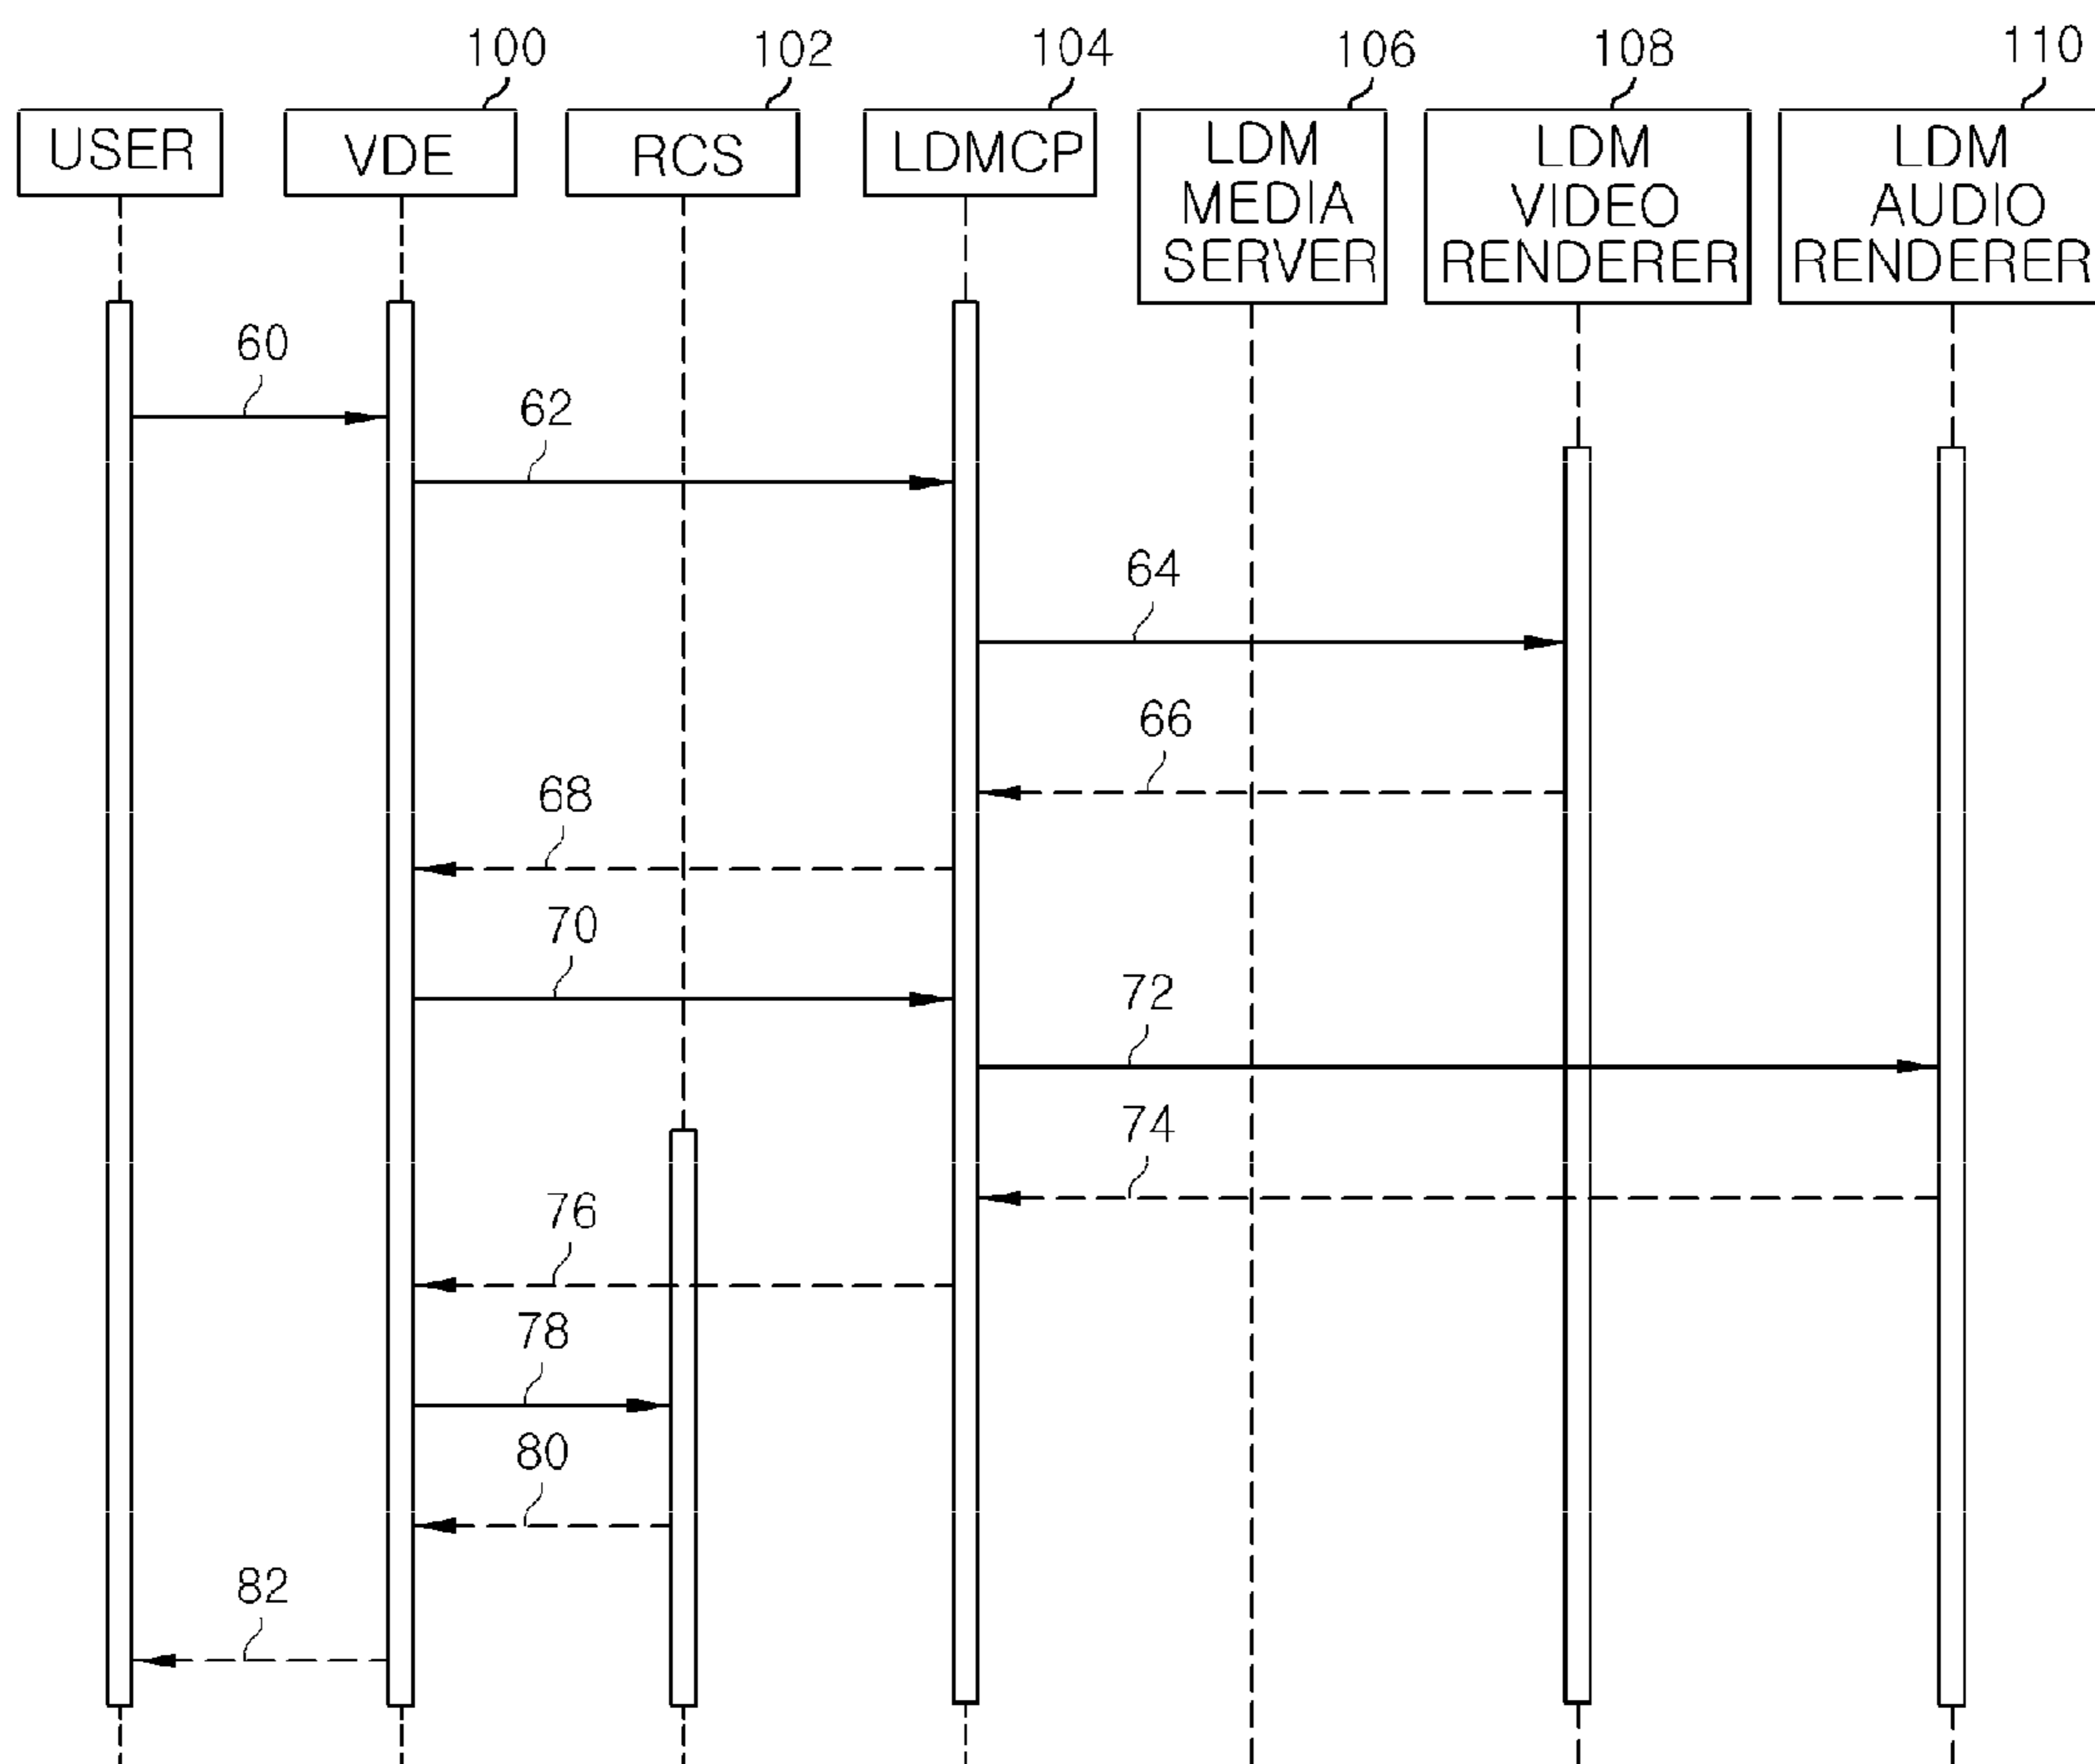 100
102
104
106
108
110
USER
VDE
RCS
LDMCP
LDM
MEDIA
SERVER
LDM
VIDEO
RENDERER
LDM
AUDIO
RENDERER
60
62
64
66
68
70
72
74
76
78
80
82